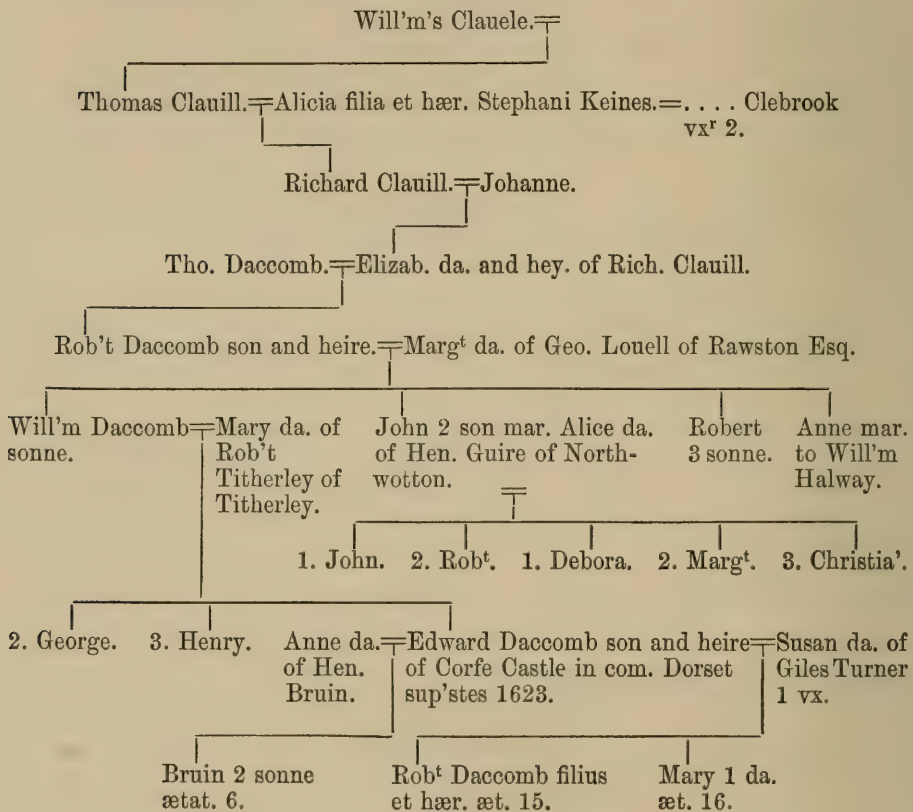 Will'm's Clauele.
Thomas Clauill. Alicia filia et hær. Stephani Keines.=. . . . Clebrook
vxʳ 2.
Richard Clauill. Johanne.
Tho. Daccomb. Elizab. da. and hey. of Rich. Clauill.
Rob't Daccomb son and heire. Margᵗ da. of Geo. Louell of Rawston Esq.
Will'm Daccomb
sonne.
Mary da. of
Rob't
Titherley of
Titherley.
John 2 son mar. Alice da.
of Hen. Guire of North-
wotton.
Robert
3 sonne.
Anne mar.
to Will'm
Halway.
1. John. 2. Robᵗ. 1. Debora. 2. Margᵗ. 3. Christia'.
2. George. 3. Henry.
Anne da.
of Hen.
Bruin.
Edward Daccomb son and heire
of Corfe Castle in com. Dorset
sup'stes 1623.
Susan da. of
Giles Turner
1 vx.
Bruin 2 sonne
ætat. 6.
Robᵗ Daccomb filius
et hær. æt. 15.
Mary 1 da.
æt. 16.